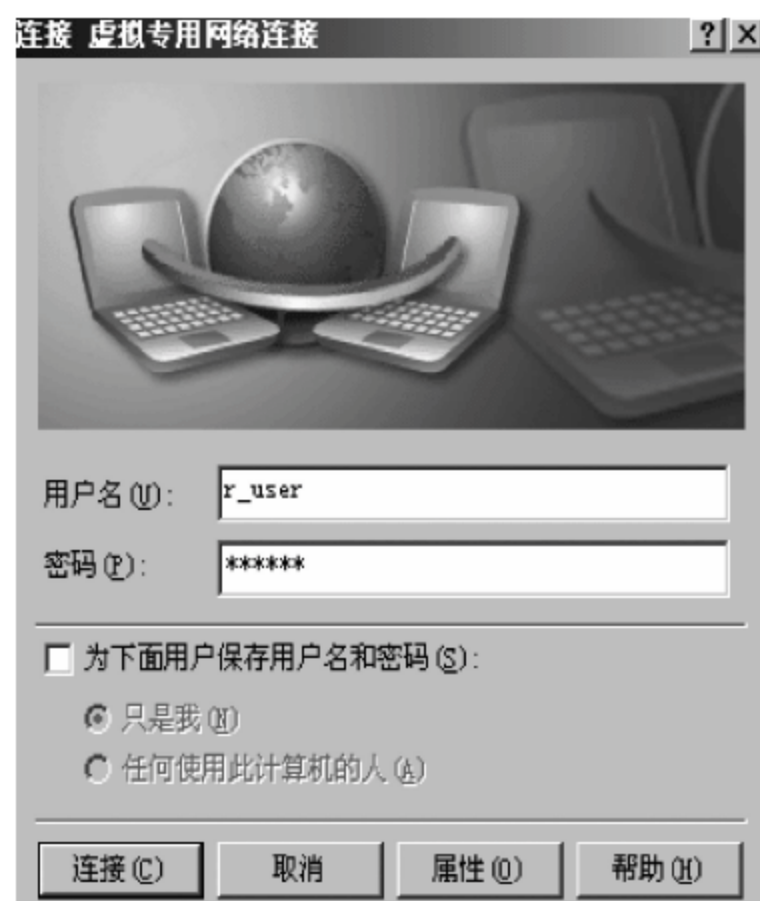 连接 虚拟专用网络连接
用户名(U): r_user
密码(P): ******
为下面用户保存用户名和密码(S):
只是我(N)
任何使用此计算机的人(A)
连接(C) 取消 属性(O) 帮助(H)